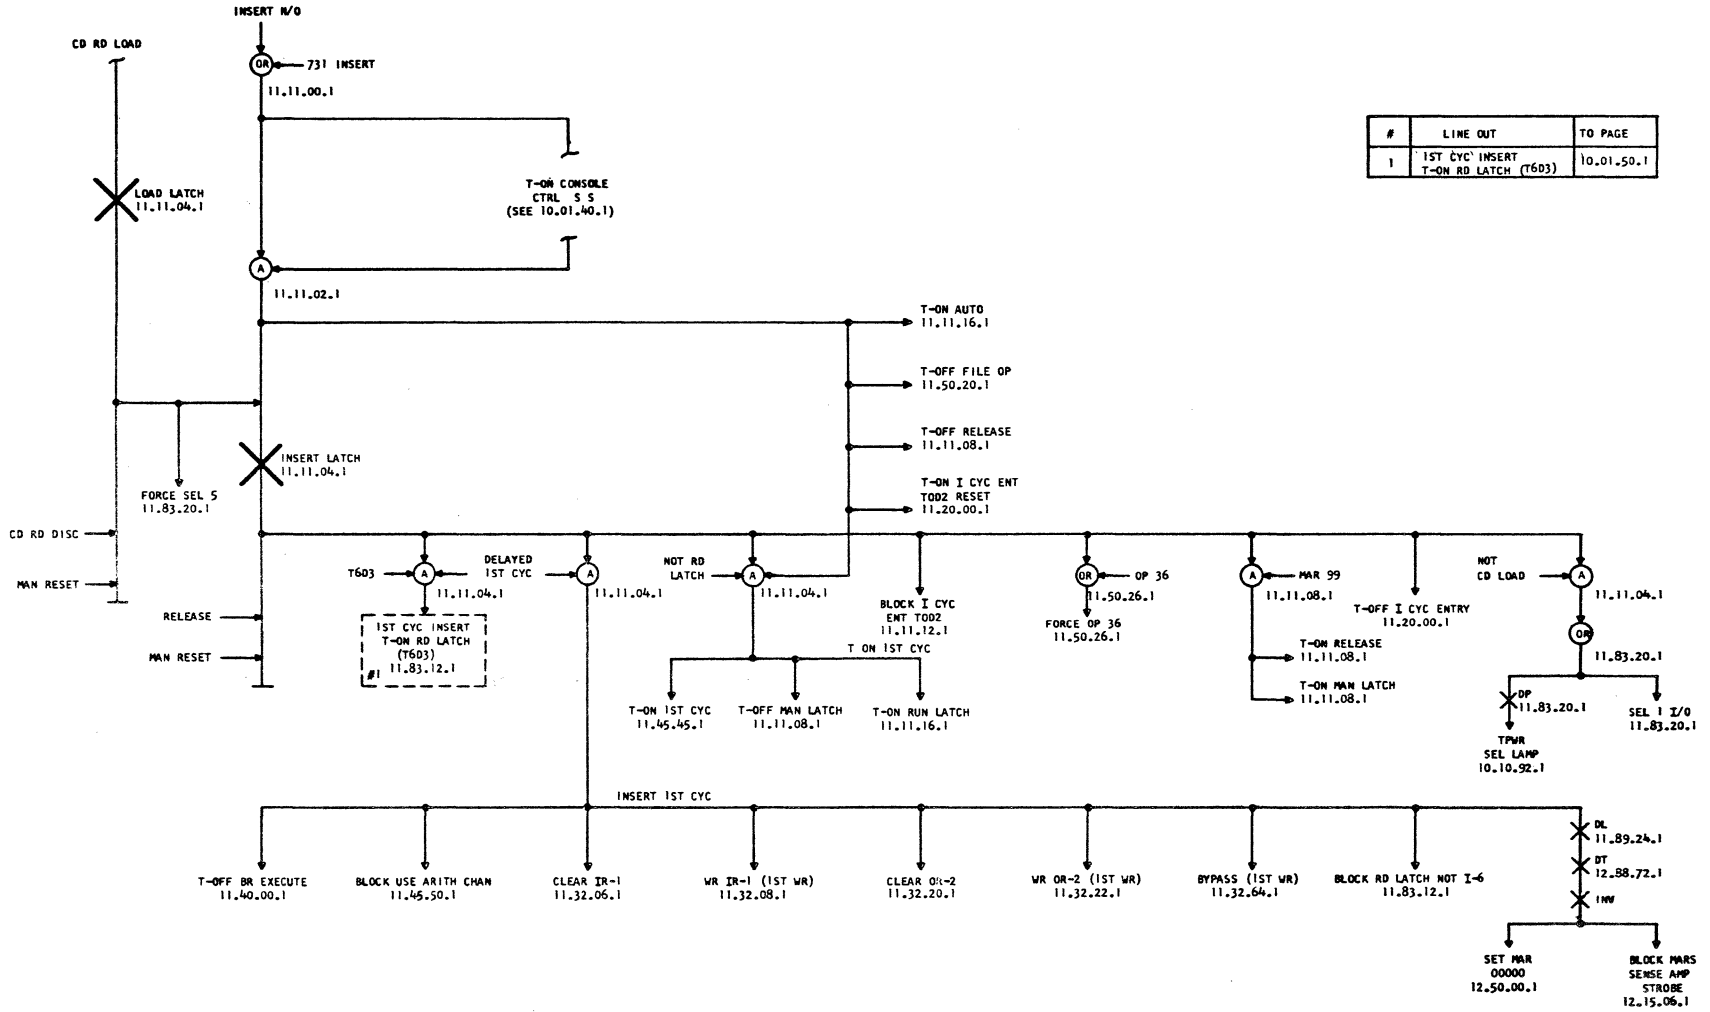 INSERT N/O
CD RD LOAD
OR
731 INSERT
11.11.00.1
# LINE OUT TO PAGE
1 1ST CYC INSERT 10.01.50.1
T-ON RD LATCH (T6D3)
T-ON CONSOLE
CTRL S S
(SEE 10.01.40.1)
LOAD LATCH
11.11.04.1
A
11.11.02.1
T-ON AUTO
11.11.16.1
T-OFF FILE OP
11.50.20.1
T-OFF RELEASE
11.11.08.1
T-ON I CYC ENT
TOD2 RESET
11.20.00.1
INSERT LATCH
11.11.04.1
FORCE SEL 5
11.83.20.1
CD RD DISC
MAN RESET
RELEASE
MAN RESET
T6D3
A
11.11.04.1
1ST CYC INSERT
T-ON RD LATCH
(T6D3)
11.83.12.1
#1
DELAYED
1ST CYC
A
11.11.04.1
NOT RD
LATCH
A
11.11.04.1
T ON 1ST CYC
T-ON 1ST CYC
11.45.45.1
T-OFF MAN LATCH
11.11.08.1
T-ON RUN LATCH
11.11.16.1
BLOCK I CYC
ENT TOD2
11.11.12.1
OR
OP 36
11.50.26.1
FORCE OP 36
11.50.26.1
A
MAR 99
11.11.08.1
T-ON RELEASE
11.11.08.1
T-ON MAN LATCH
11.11.08.1
T-OFF I CYC ENTRY
11.20.00.1
NOT
CD LOAD
A
11.11.04.1
OR
11.83.20.1
DP
11.83.20.1
TPWR
SEL LAMP
10.10.92.1
SEL 1 I/O
11.83.20.1
INSERT 1ST CYC
T-OFF BR EXECUTE
11.40.00.1
BLOCK USE ARITH CHAN
11.45.50.1
CLEAR IR-1
11.32.06.1
WR IR-1 (1ST WR)
11.32.08.1
CLEAR OR-2
11.32.20.1
WR OR-2 (1ST WR)
11.32.22.1
BYPASS (1ST WR)
11.32.64.1
BLOCK RD LATCH NOT I-6
11.83.12.1
DL
11.89.24.1
DT
12.88.72.1
INV
SET MAR
00000
12.50.00.1
BLOCK MARS
SENSE AMP
STROBE
12.15.06.1